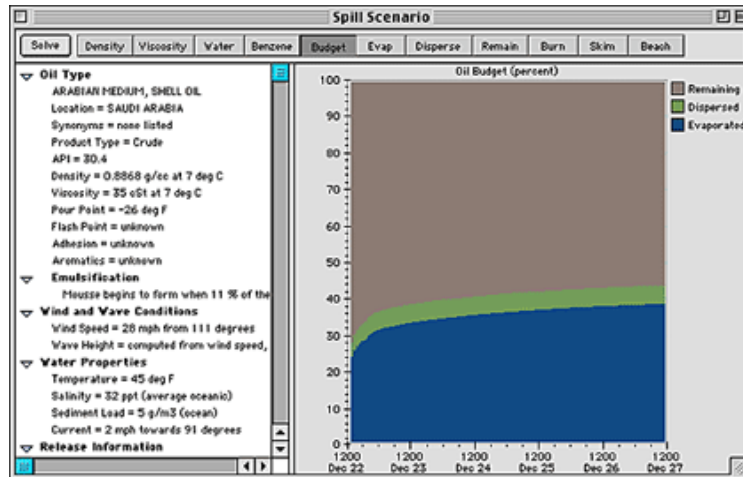 Spill Scenario
Solve Density Viscosity Water Benzene Budget Evap Disperse Remain Burn Skim Beach
Oil Type
ARABIAN MEDIUM, SHELL OIL
Location = SAUDI ARABIA
Synonyms = none listed
Product Type = Crude
API = 30.4
Density = 0.8868 g/cc at 7 deg C
Viscosity = 35 cSt at 7 deg C
Pour Point = -26 deg F
Flash Point = unknown
Adhesion = unknown
Aromatics = unknown
Emulsification
Mousse begins to form when 11 % of the
Wind and Wave Conditions
Wind Speed = 28 mph from 111 degrees
Wave Height = computed from wind speed,
Water Properties
Temperature = 45 deg F
Salinity = 32 ppt (average oceanic)
Sediment Load = 5 g/m3 (ocean)
Current = 2 mph towards 91 degrees
Release Information
Oil Budget (percent)
100
90
80
70
60
50
40
30
20
10
0
1200 1200 1200 1200 1200 1200
Dec 22 Dec 23 Dec 24 Dec 25 Dec 26 Dec 27
Remaining
Dispersed
Evaporated